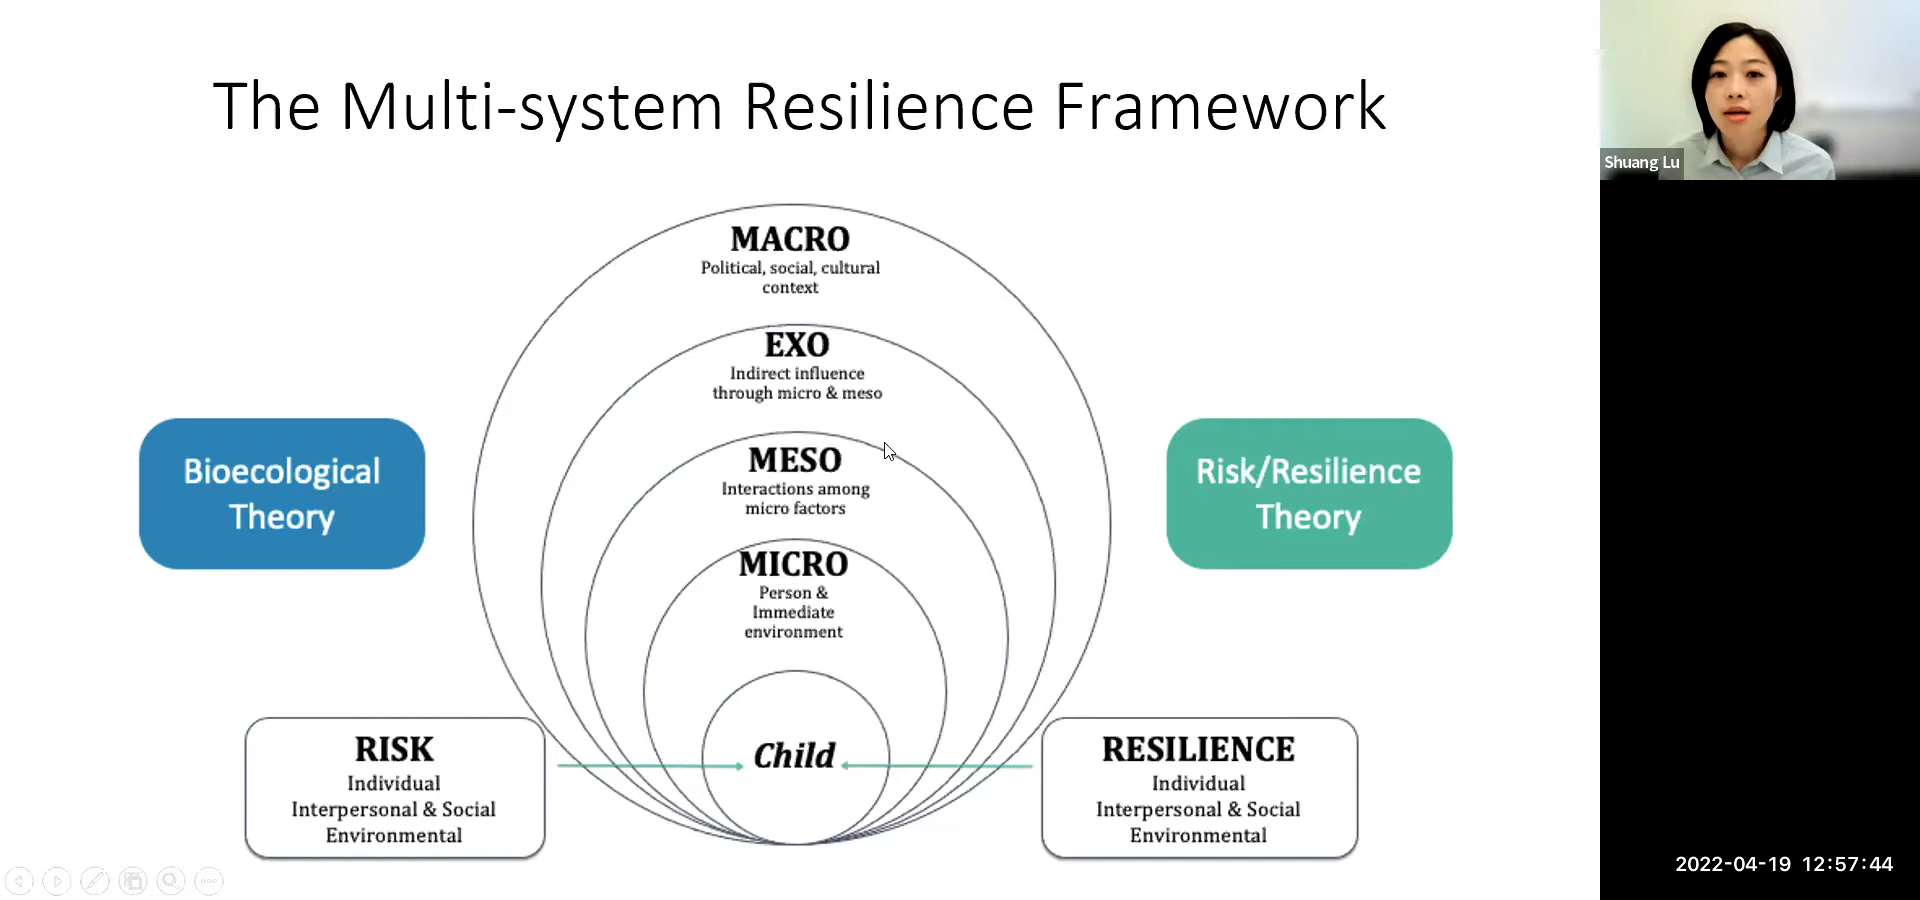 The Multi-system Resilience Framework
Shuang Lu
MACRO
Political, social, cultural
context
EXO
Indirect influence
through micro & meso
MESO
Interactions among
micro factors
Bioecological
Theory
Risk/Resilience
Theory
MICRO
Person &
Immediate
environment
Child
RISK
Individual
Interpersonal & Social
Environmental
RESILIENCE
Individual
Interpersonal & Social
Environmental
2022-04-19 12:57:44